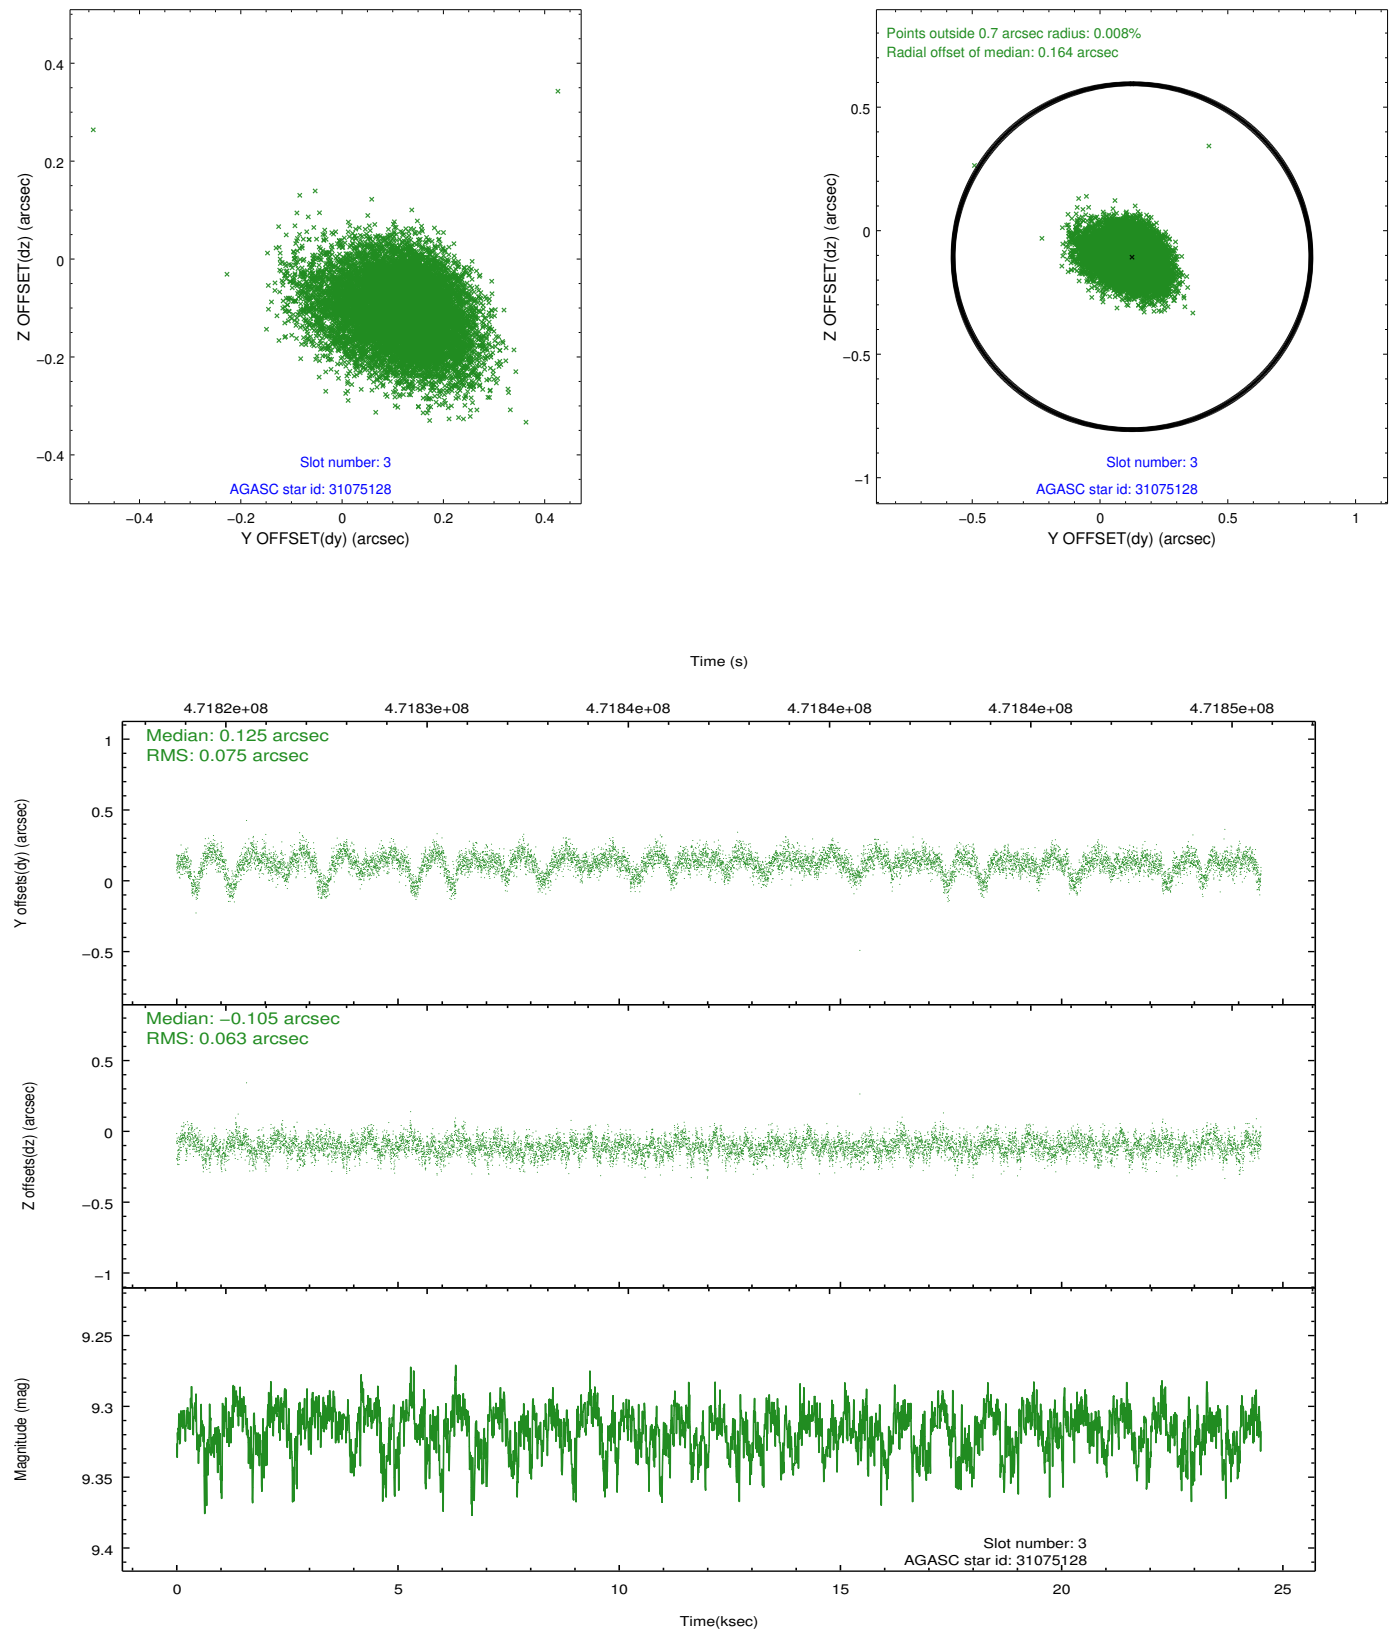 0.4
0.2
0
−0.2
−0.4
Z OFFSET(dz) (arcsec)
Slot number: 3
AGASC star id: 31075128
−0.4 −0.2 0 0.2 0.4
Y OFFSET(dy) (arcsec)
Points outside 0.7 arcsec radius: 0.008%
Radial offset of median: 0.164 arcsec
0.5
0
−0.5
−1
Z OFFSET(dz) (arcsec)
Slot number: 3
AGASC star id: 31075128
−0.5 0 0.5 1
Y OFFSET(dy) (arcsec)
Time (s)
4.7182e+08 4.7183e+08 4.7184e+08 4.7184e+08 4.7184e+08 4.7185e+08
Median: 0.125 arcsec
RMS: 0.075 arcsec
1
0.5
0
−0.5
Y offsets(dy) (arcsec)
Median: −0.105 arcsec
RMS: 0.063 arcsec
0.5
0
−0.5
−1
Z offsets(dz) (arcsec)
9.25
9.3
9.35
9.4
Magnitude (mag)
Slot number: 3
AGASC star id: 31075128
0 5 10 15 20 25
Time(ksec)